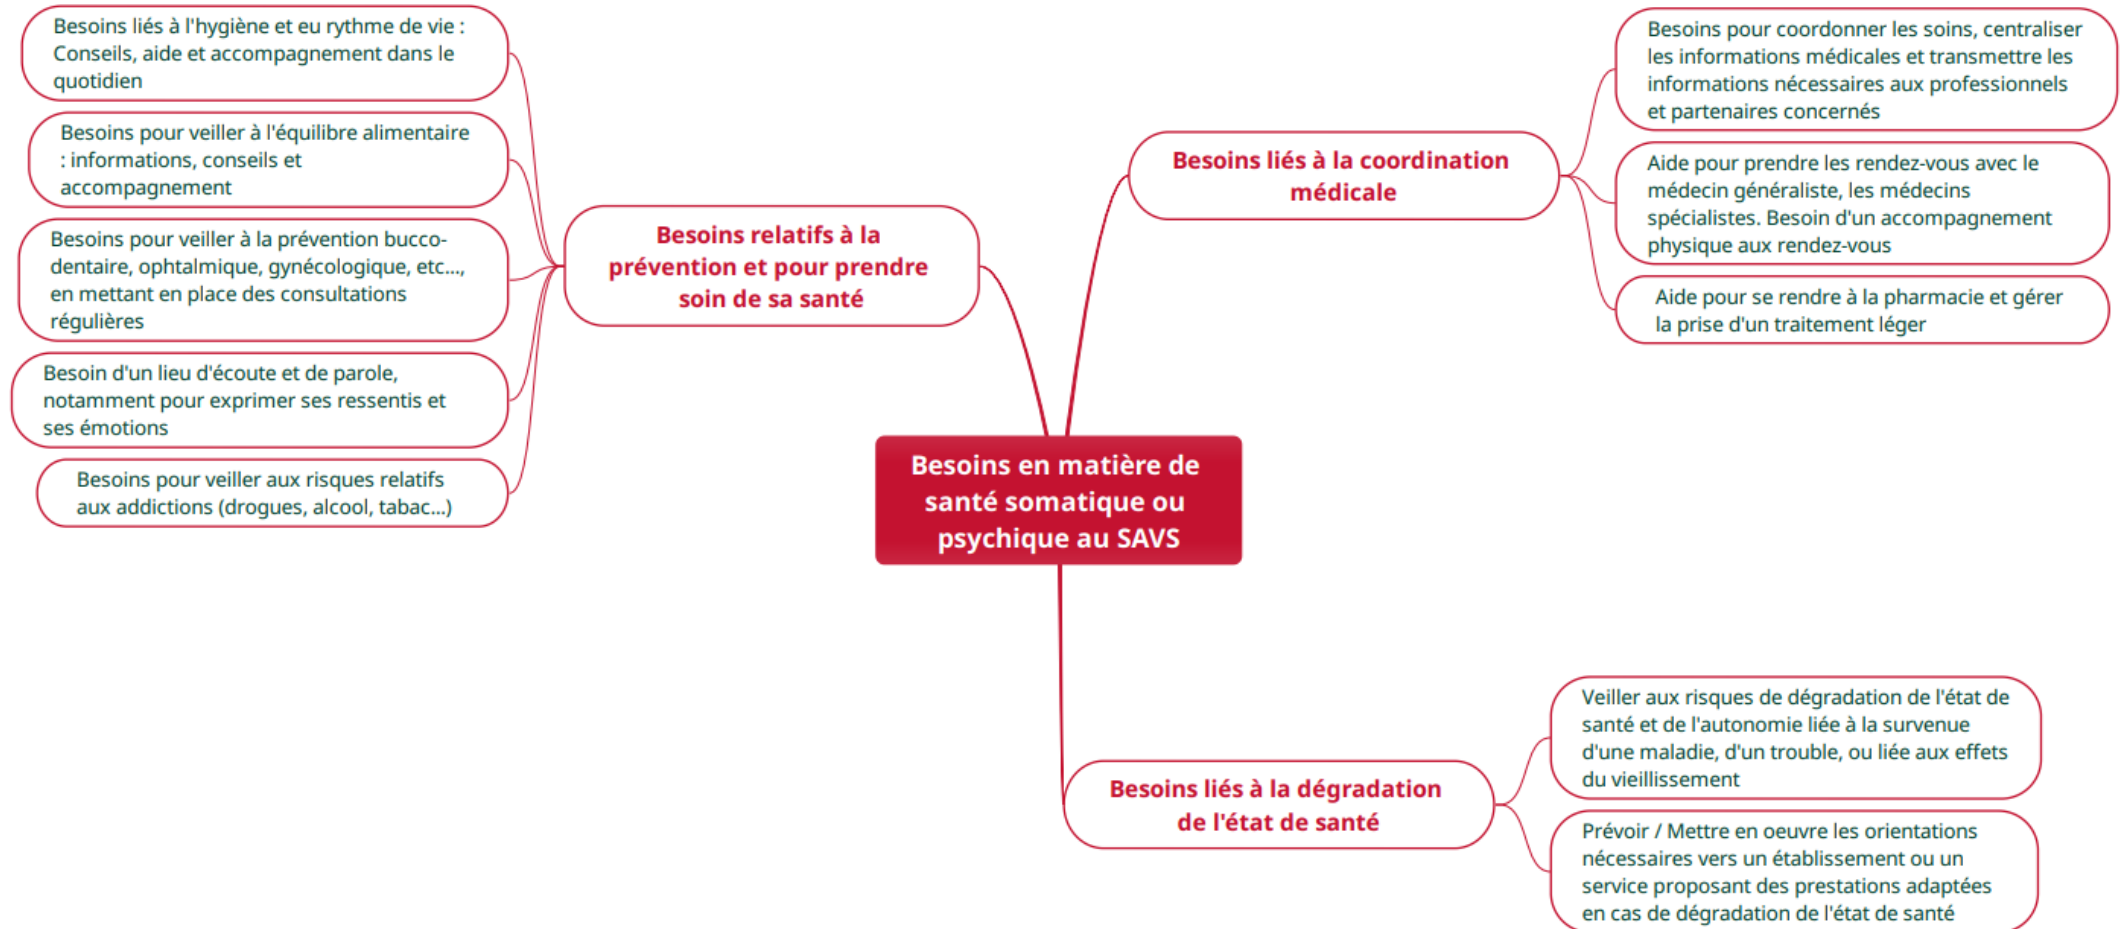 Besoins liés à l'hygiène et eu rythme de vie :
Conseils, aide et accompagnement dans le
quotidien
Besoins pour veiller à l'équilibre alimentaire
: informations, conseils et
accompagnement
Besoins pour veiller à la prévention bucco-
dentaire, ophtalmique, gynécologique, etc...,
en mettant en place des consultations
régulières
Besoin d'un lieu d'écoute et de parole,
notamment pour exprimer ses ressentis et
ses émotions
Besoins pour veiller aux risques relatifs
aux addictions (drogues, alcool, tabac...)
Besoins relatifs à la
prévention et pour prendre
soin de sa santé
Besoins en matière de
santé somatique ou
psychique au SAVS
Besoins liés à la coordination
médicale
Besoins pour coordonner les soins, centraliser
les informations médicales et transmettre les
informations nécessaires aux professionnels
et partenaires concernés
Aide pour prendre les rendez-vous avec le
médecin généraliste, les médecins
spécialistes. Besoin d'un accompagnement
physique aux rendez-vous
Aide pour se rendre à la pharmacie et gérer
la prise d'un traitement léger
Besoins liés à la dégradation
de l'état de santé
Veiller aux risques de dégradation de l'état de
santé et de l'autonomie liée à la survenue
d'une maladie, d'un trouble, ou liée aux effets
du vieillissement
Prévoir / Mettre en oeuvre les orientations
nécessaires vers un établissement ou un
service proposant des prestations adaptées
en cas de dégradation de l'état de santé